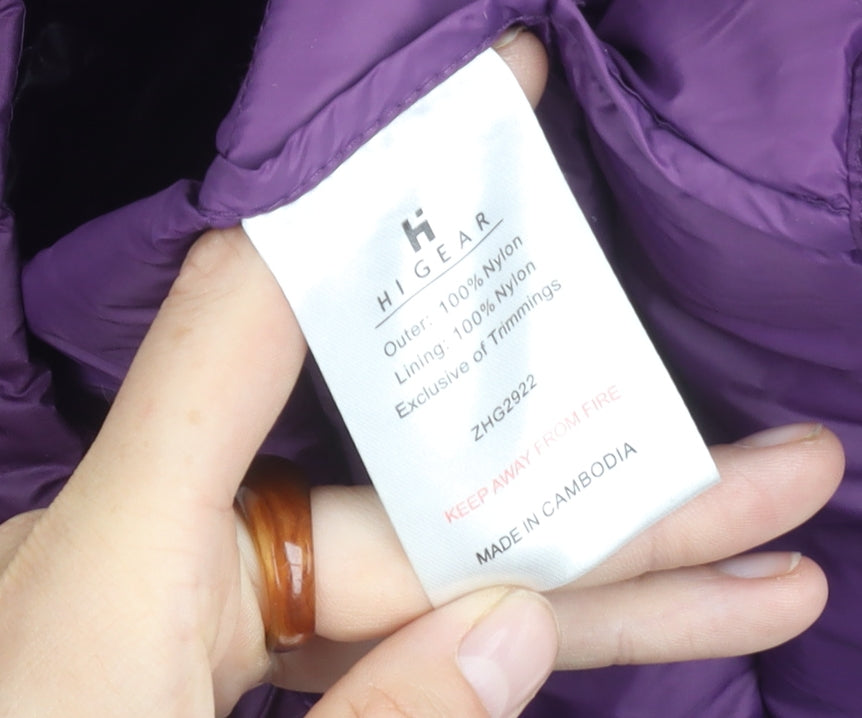 HI GEAR
Outer: 100% Nylon
Lining: 100% Nylon
Exclusive of Trimmings
ZHG2922
KEEP AWAY FROM FIRE
MADE IN CAMBODIA